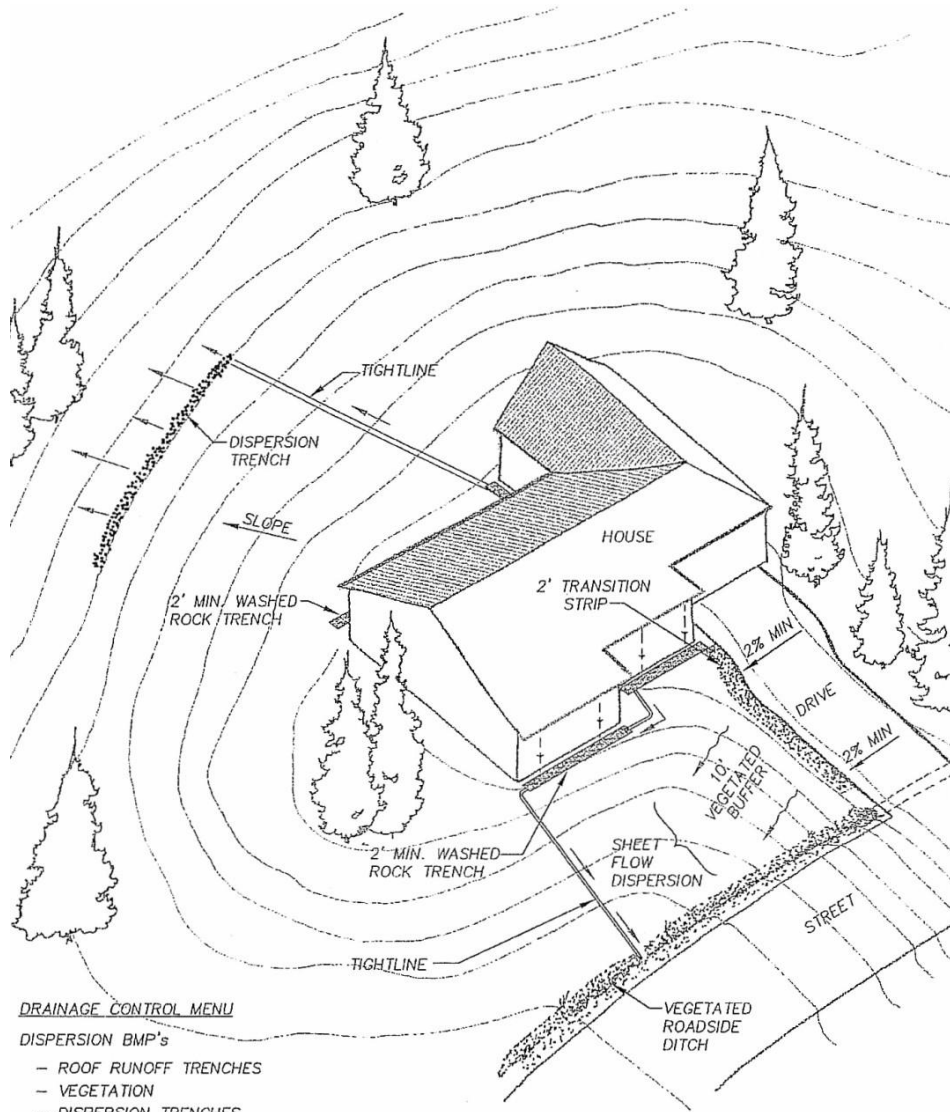 TIGHTLINE
DISPERSION
TRENCH
SLOPE
HOUSE
2' MIN. WASHED
ROCK TRENCH
2' TRANSITION
STRIP
2% MIN
DRIVE
2% MIN
10'
VEGETATED
BUFFER
2' MIN. WASHED
ROCK TRENCH
SHEET
FLOW
DISPERSION
STREET
TIGHTLINE
VEGETATED
ROADSIDE
DITCH
DRAINAGE CONTROL MENU
DISPERSION BMP's
– ROOF RUNOFF TRENCHES
– VEGETATION
– DISPERSION TRENCHES